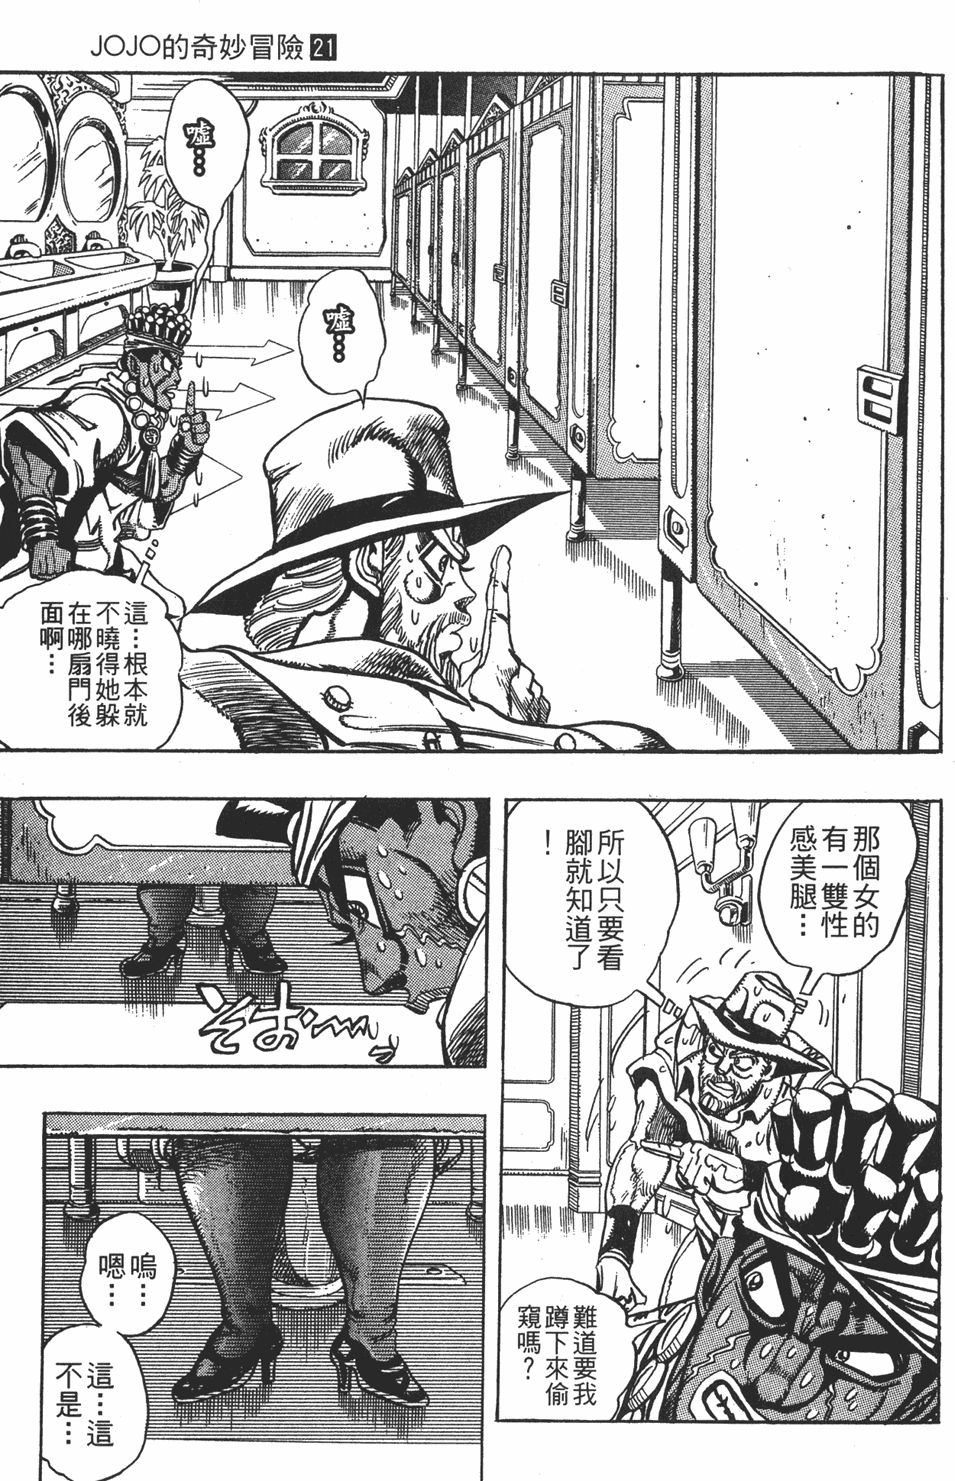 JOJO的奇妙冒險 21
噓…
噓…
這…根本就
不曉得她躲
在哪扇門後
面啊…
那個女的
有一雙性
感美腿…
所以只要看
腳就知道了
！
難道要我
蹲下來偷
窺嗎？
そお〜〜っ
嗚…
嗯…
這…這
不是…